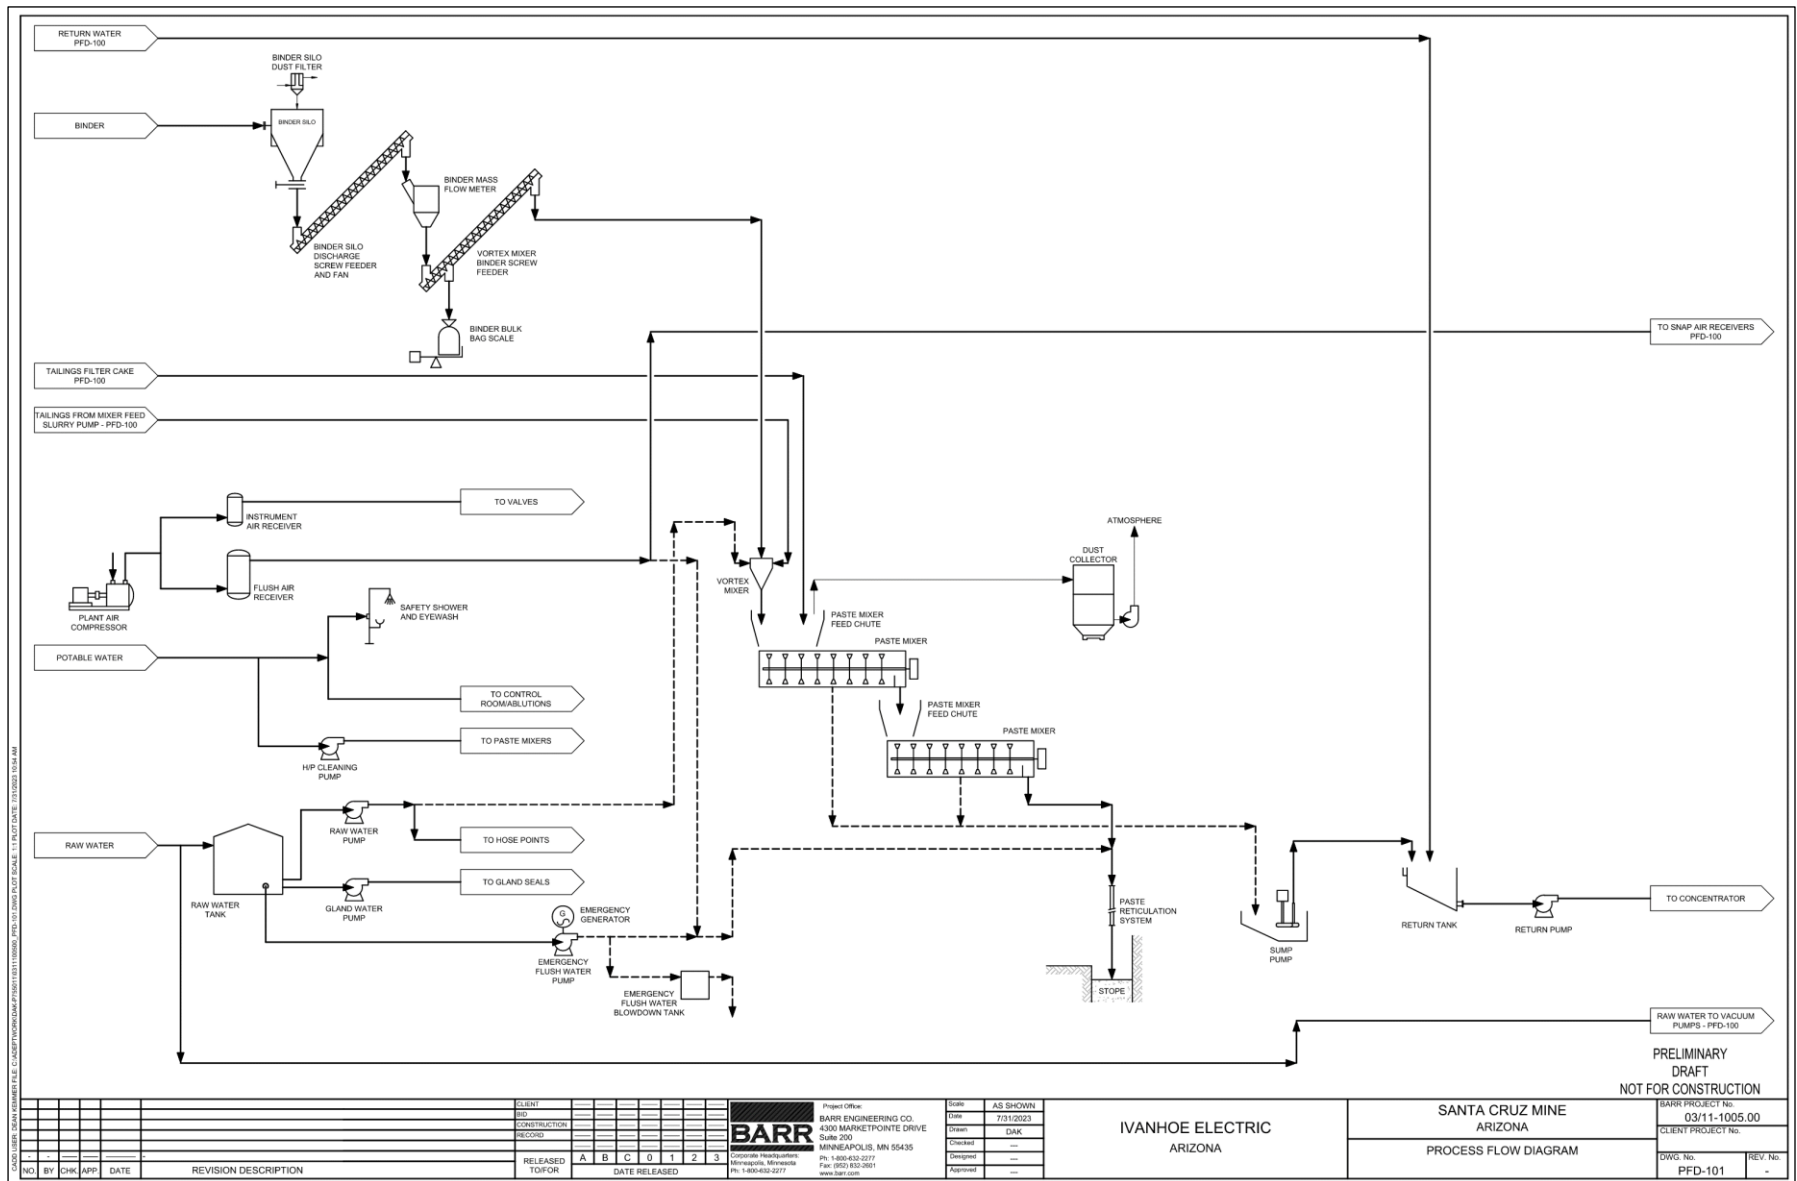 RETURN WATER
PFD-100
BINDER SILO
DUST FILTER
BINDER
BINDER SILO
BINDER MASS
FLOW METER
BINDER SILO
DISCHARGE
SCREW FEEDER
AND FAN
VORTEX MIXER
BINDER SCREW
FEEDER
BINDER BULK
BAG SCALE
TO SNAP AIR RECEIVERS
PFD-100
TAILINGS FILTER CAKE
PFD-100
TAILINGS FROM MIXER FEED
SLURRY PUMP - PFD-100
TO VALVES
INSTRUMENT
AIR RECEIVER
FLUSH AIR
RECEIVER
PLANT AIR
COMPRESSOR
SAFETY SHOWER
AND EYEWASH
POTABLE WATER
TO CONTROL
ROOM/ABLUTIONS
TO PASTE MIXERS
H/P CLEANING
PUMP
VORTEX
MIXER
ATMOSPHERE
DUST
COLLECTOR
PASTE MIXER
FEED CHUTE
PASTE MIXER
PASTE MIXER
FEED CHUTE
PASTE MIXER
RAW WATER
RAW WATER
PUMP
TO HOSE POINTS
TO GLAND SEALS
RAW WATER
TANK
GLAND WATER
PUMP
G
EMERGENCY
GENERATOR
EMERGENCY
FLUSH WATER
PUMP
EMERGENCY
FLUSH WATER
BLOWDOWN TANK
PASTE
RETICULATION
SYSTEM
STOPE
SUMP
PUMP
RETURN TANK
RETURN PUMP
TO CONCENTRATOR
RAW WATER TO VACUUM
PUMPS - PFD-100
PRELIMINARY
DRAFT
NOT FOR CONSTRUCTION
NO. BY CHK. APP. DATE REVISION DESCRIPTION
CLIENT
BID
CONSTRUCTION
RECORD
RELEASED
TO/FOR
A B C 0 1 2 3
DATE RELEASED
BARR
Corporate Headquarters:
Minneapolis, Minnesota
Ph: 1-800-632-2277
Project Office:
BARR ENGINEERING CO.
4300 MARKETPOINTE DRIVE
Suite 200
MINNEAPOLIS, MN 55435
Ph: 1-800-632-2277
Fax: (952) 832-2601
www.barr.com
Scale AS SHOWN
Date 7/31/2023
Drawn DAK
Checked ---
Designed ---
Approved ---
IVANHOE ELECTRIC
ARIZONA
SANTA CRUZ MINE
ARIZONA
PROCESS FLOW DIAGRAM
BARR PROJECT No.
03/11-1005.00
CLIENT PROJECT No.
DWG. No.
PFD-101
REV. No.
-